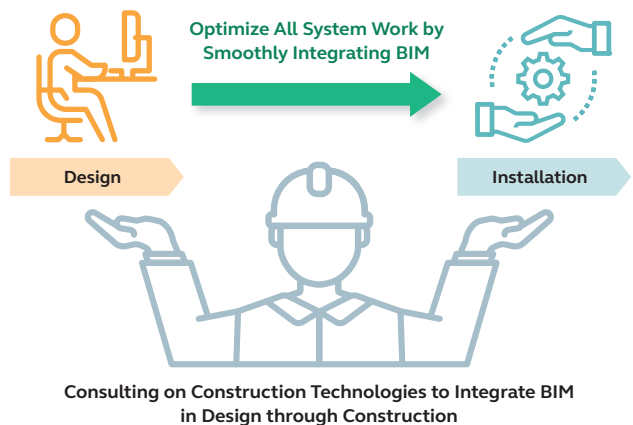 Optimize All System Work by
Smoothly Integrating BIM
Design
Installation
Consulting on Construction Technologies to Integrate BIM
in Design through Construction